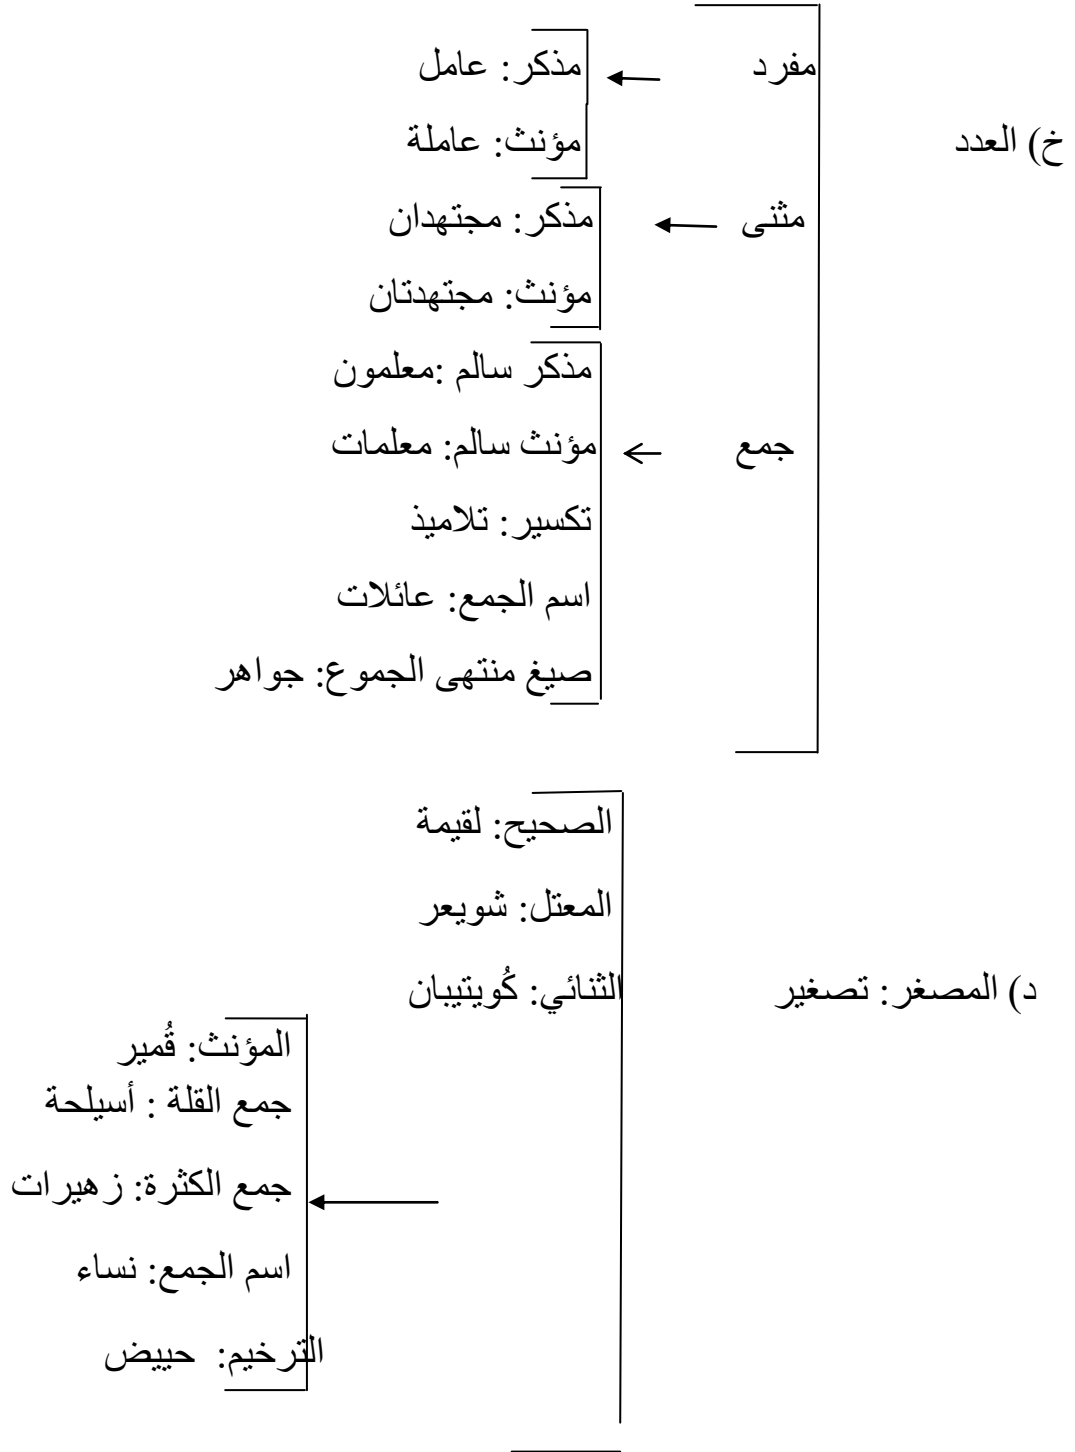 مفرد ← مذكر: عامل
خ) العدد مؤنث: عاملة
مثنى ← مذكر: مجتهدان
مؤنث: مجتهدتان
مذكر سالم :معلمون
جمع ← مؤنث سالم: معلمات
تكسير: تلاميذ
اسم الجمع: عائلات
صيغ منتهى الجموع: جواهر
الصحيح: لقيمة
المعتل: شويعر
د) المصغر: تصغير الثنائي: كُويتيبان
المؤنث: قُمير
جمع القلة : أسيلحة
جمع الكثرة: زهيرات
اسم الجمع: نساء
الترخيم: حييض